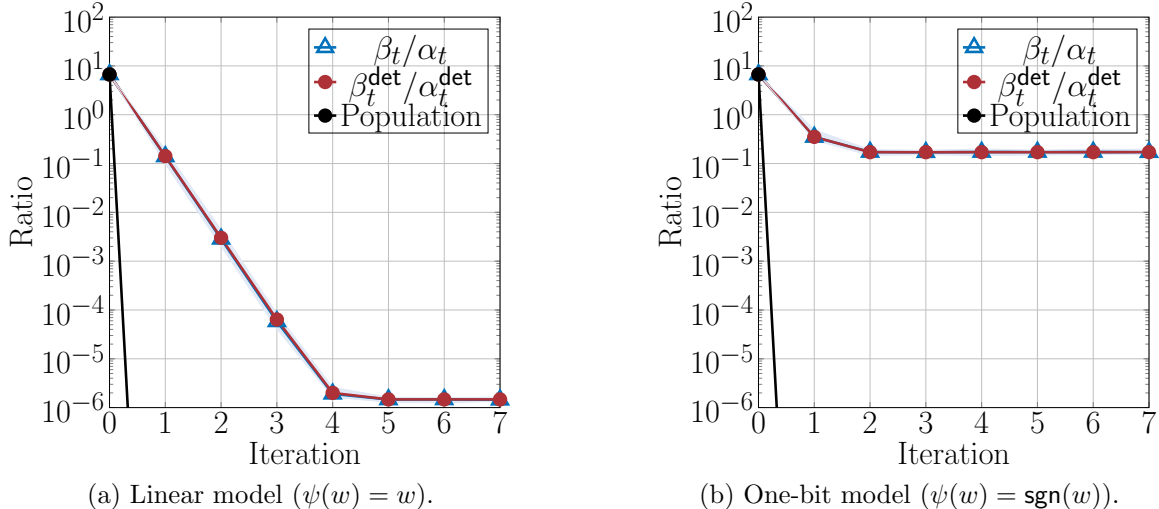 10^2
10^1
10^0
10^{-1}
10^{-2}
10^{-3}
10^{-4}
10^{-5}
10^{-6}
Ratio
β_t/α_t
β_t^det/α_t^det
Population
0 1 2 3 4 5 6 7
Iteration
(a) Linear model (ψ(w) = w).
10^2
10^1
10^0
10^{-1}
10^{-2}
10^{-3}
10^{-4}
10^{-5}
10^{-6}
Ratio
β_t/α_t
β_t^det/α_t^det
Population
0 1 2 3 4 5 6 7
Iteration
(b) One-bit model (ψ(w) = sgn(w)).